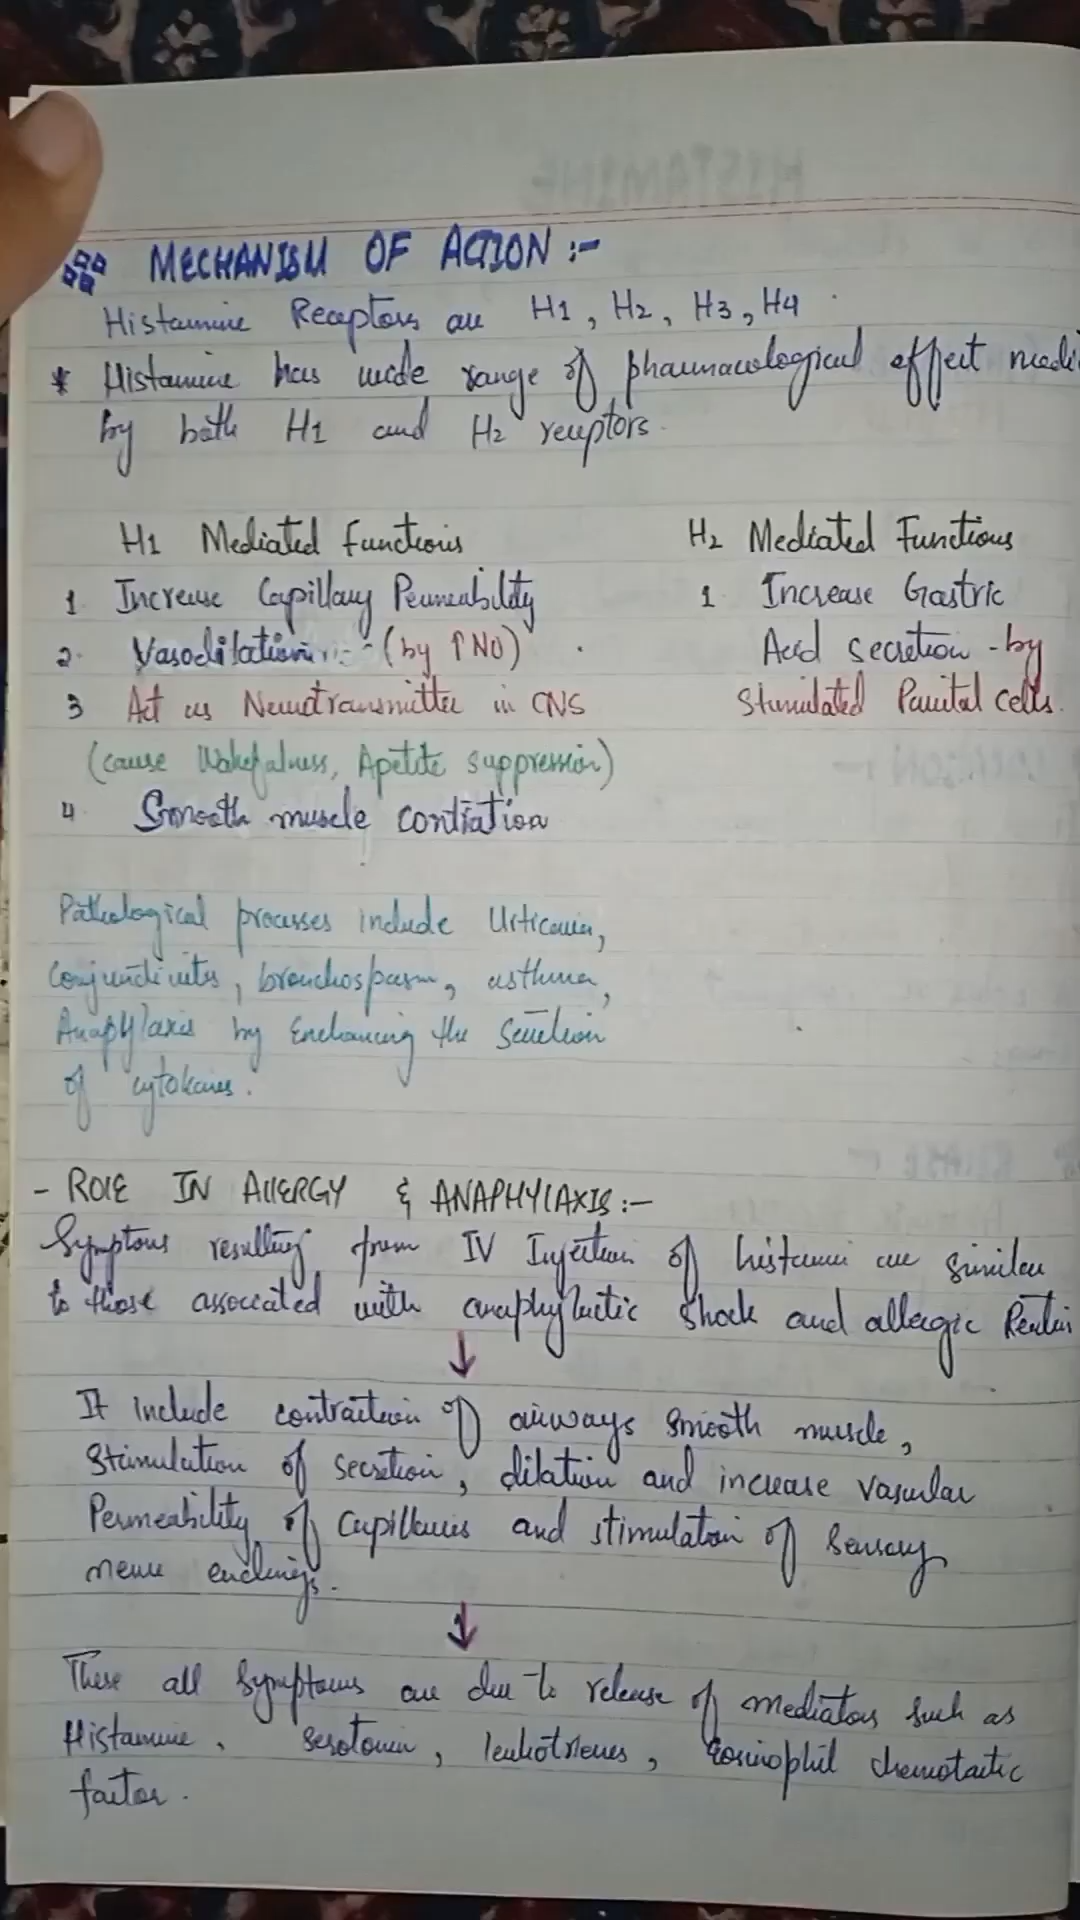 MECHANISM OF ACTION :-
Histamine Receptors are H1, H2, H3, H4
* Histamine has wide range of pharmacological effect medi
by both H1 and H2 receptors.
H1 Mediated Functions
1. Increase Capillary Permeability
2. Vasodilation - (by ↑NO)
3 Act as Neurotransmitter in CNS
(cause Wakefulness, Apetite suppression)
4 Smooth muscle contiation
H2 Mediated Functions
1 Increase Gastric
Acid secretion - by
Stimulated Parital cells.
Pathological processes include Urticaria,
Conjunctivitis, bronchospasm, asthma,
Anaphylaxis by Enchancing the Secretion
of cytokines.
- ROLE IN ALLERGY & ANAPHYLAXIS :-
Symptoms resulting from IV Injection of histamin are similar
to those associated with anaphylactic Shock and allergic
↓
It include contraction of airways smooth muscle,
Stimulation of secretion, dilation and increase vascular
Permeability of capillaries and stimulation of Sensory
nerve endings.
↓
These all Symptoms are due to release of mediators such as
Histamine, Serotonin, leukotrienes, Eosinophil chemotactic
factor.